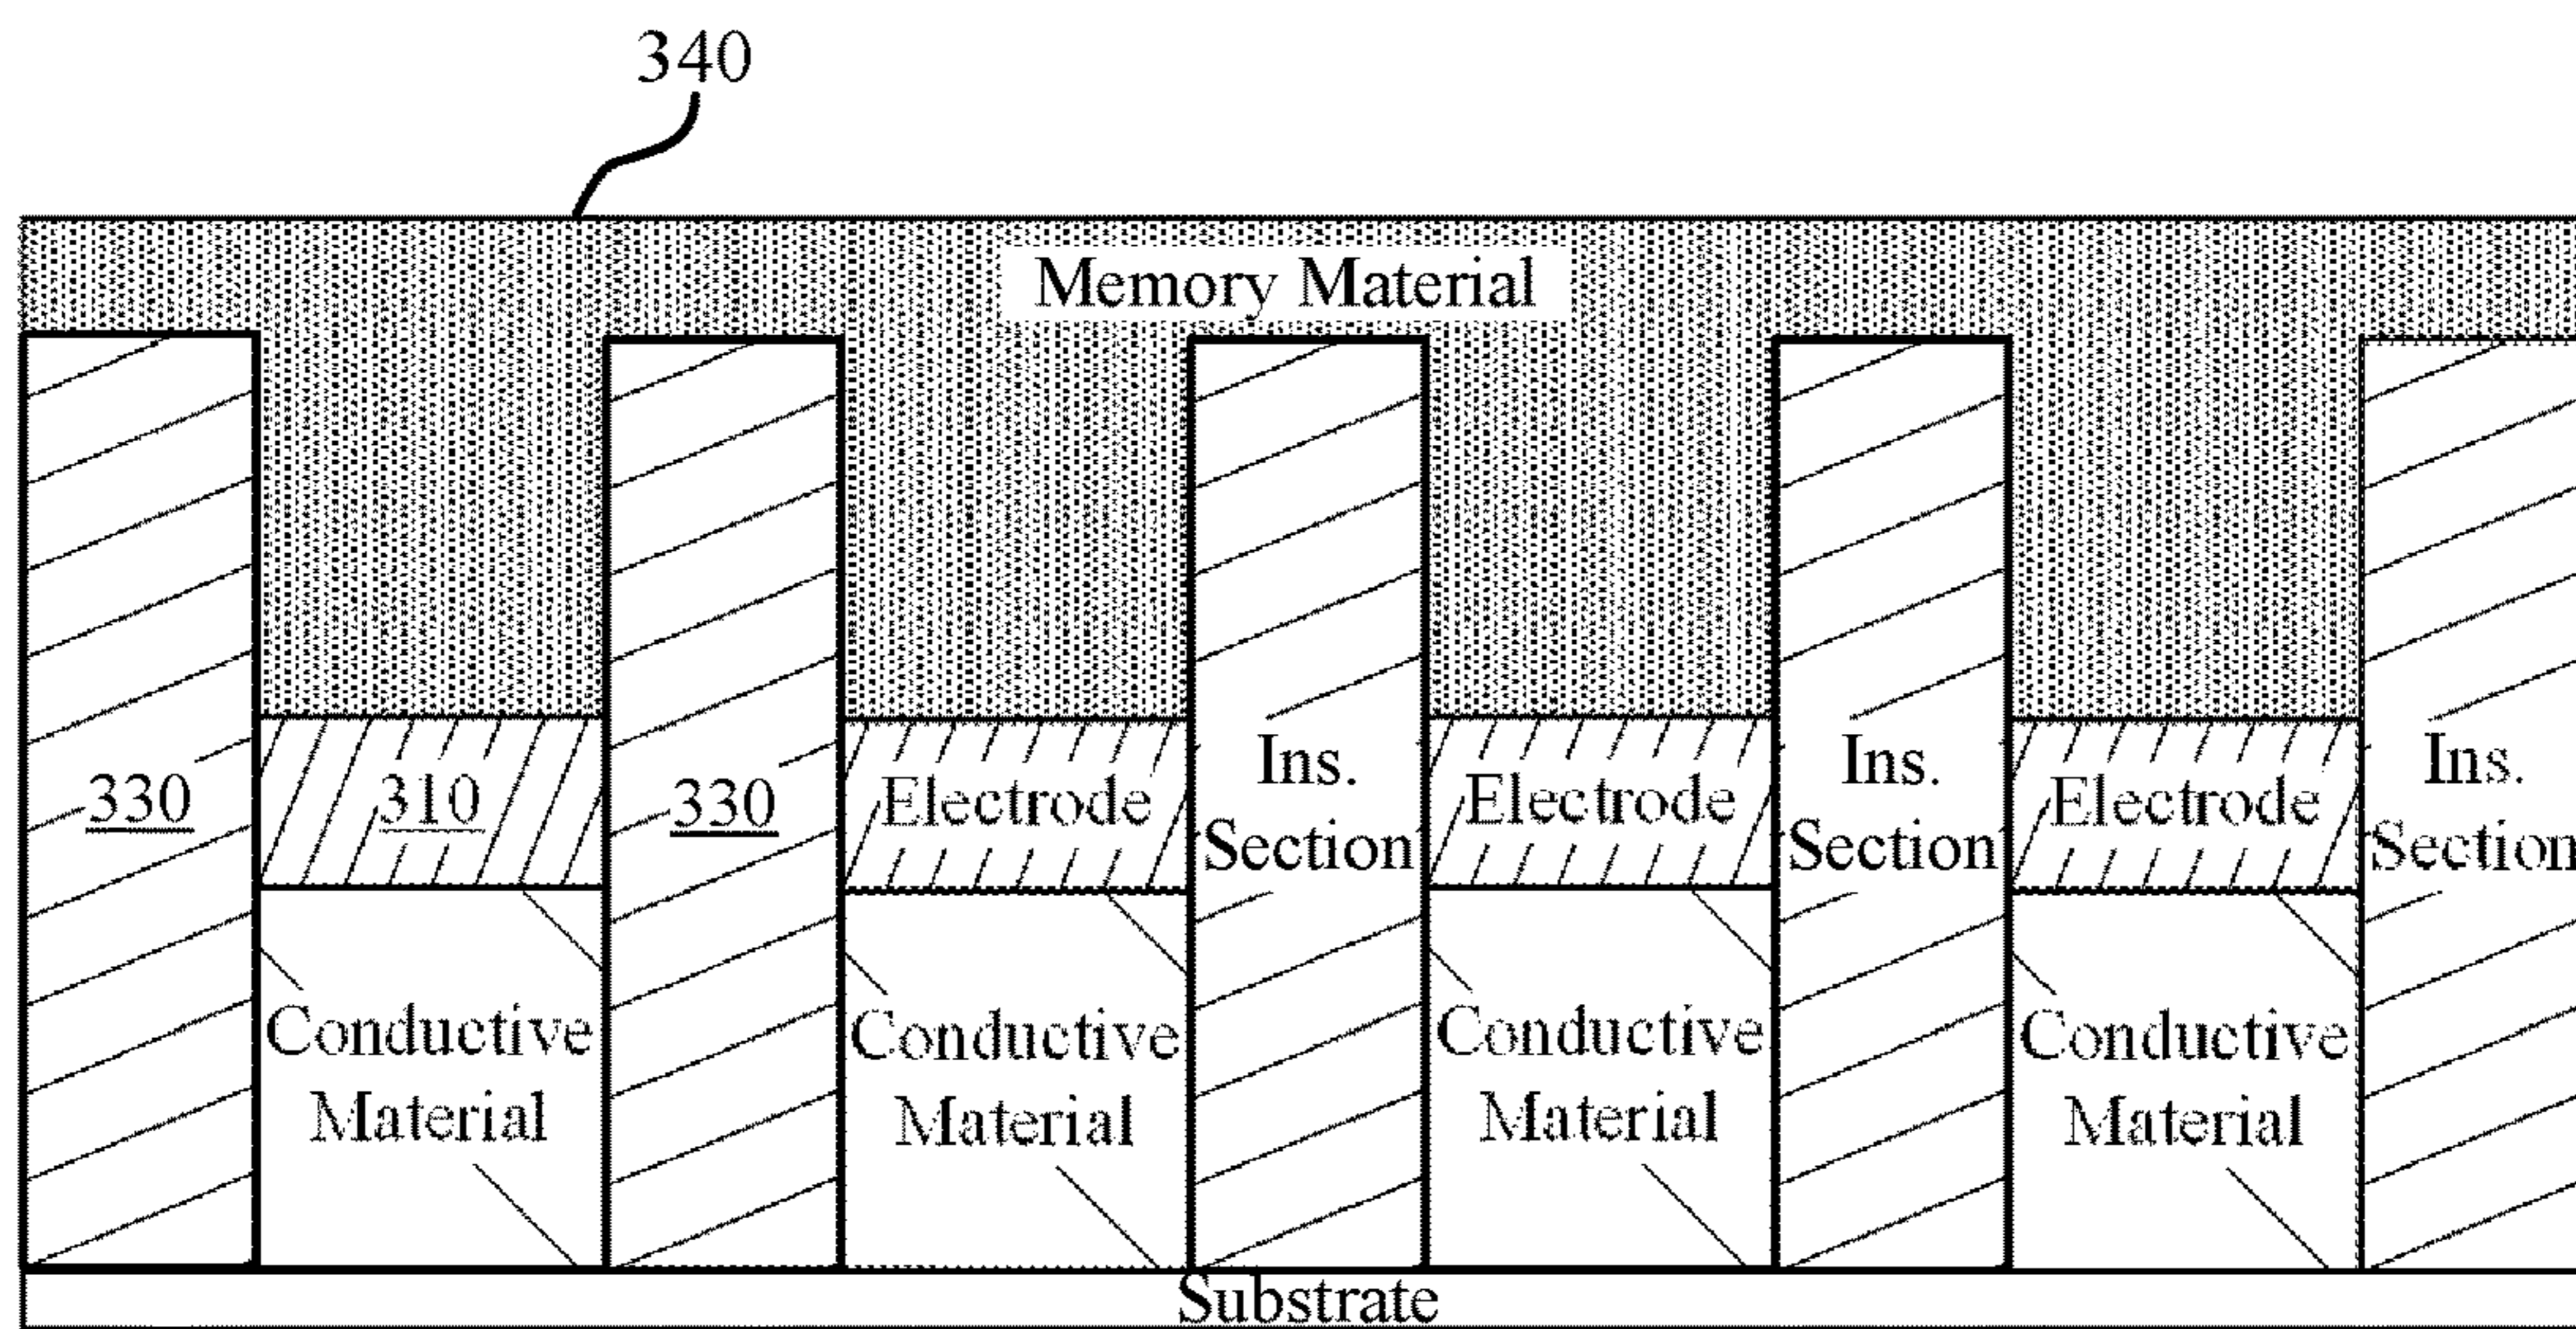 340
Memory Material
330
310
330
Electrode
Ins.
Section
Electrode
Ins.
Section
Electrode
Ins.
Section
Conductive
Material
Conductive
Material
Conductive
Material
Conductive
Material
Substrate